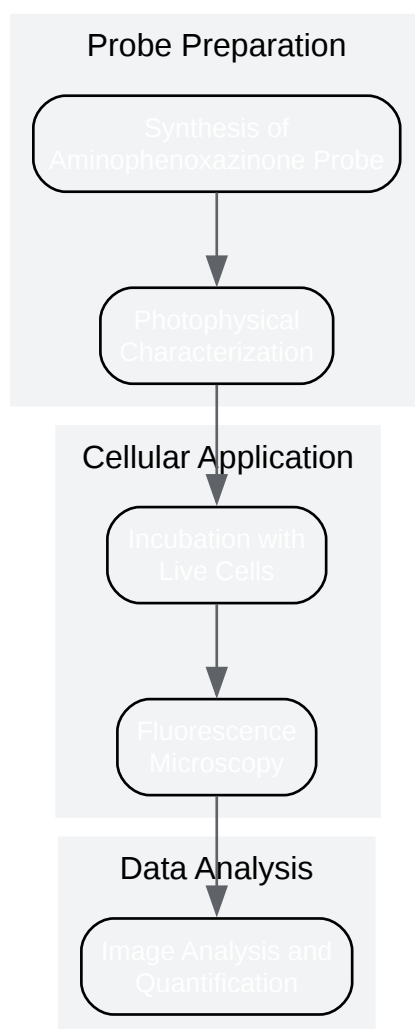 Probe Preparation
Synthesis of
Aminophenoxazinone Probe
Photophysical
Characterization
Cellular Application
Incubation with
Live Cells
Fluorescence
Microscopy
Data Analysis
Image Analysis and
Quantification